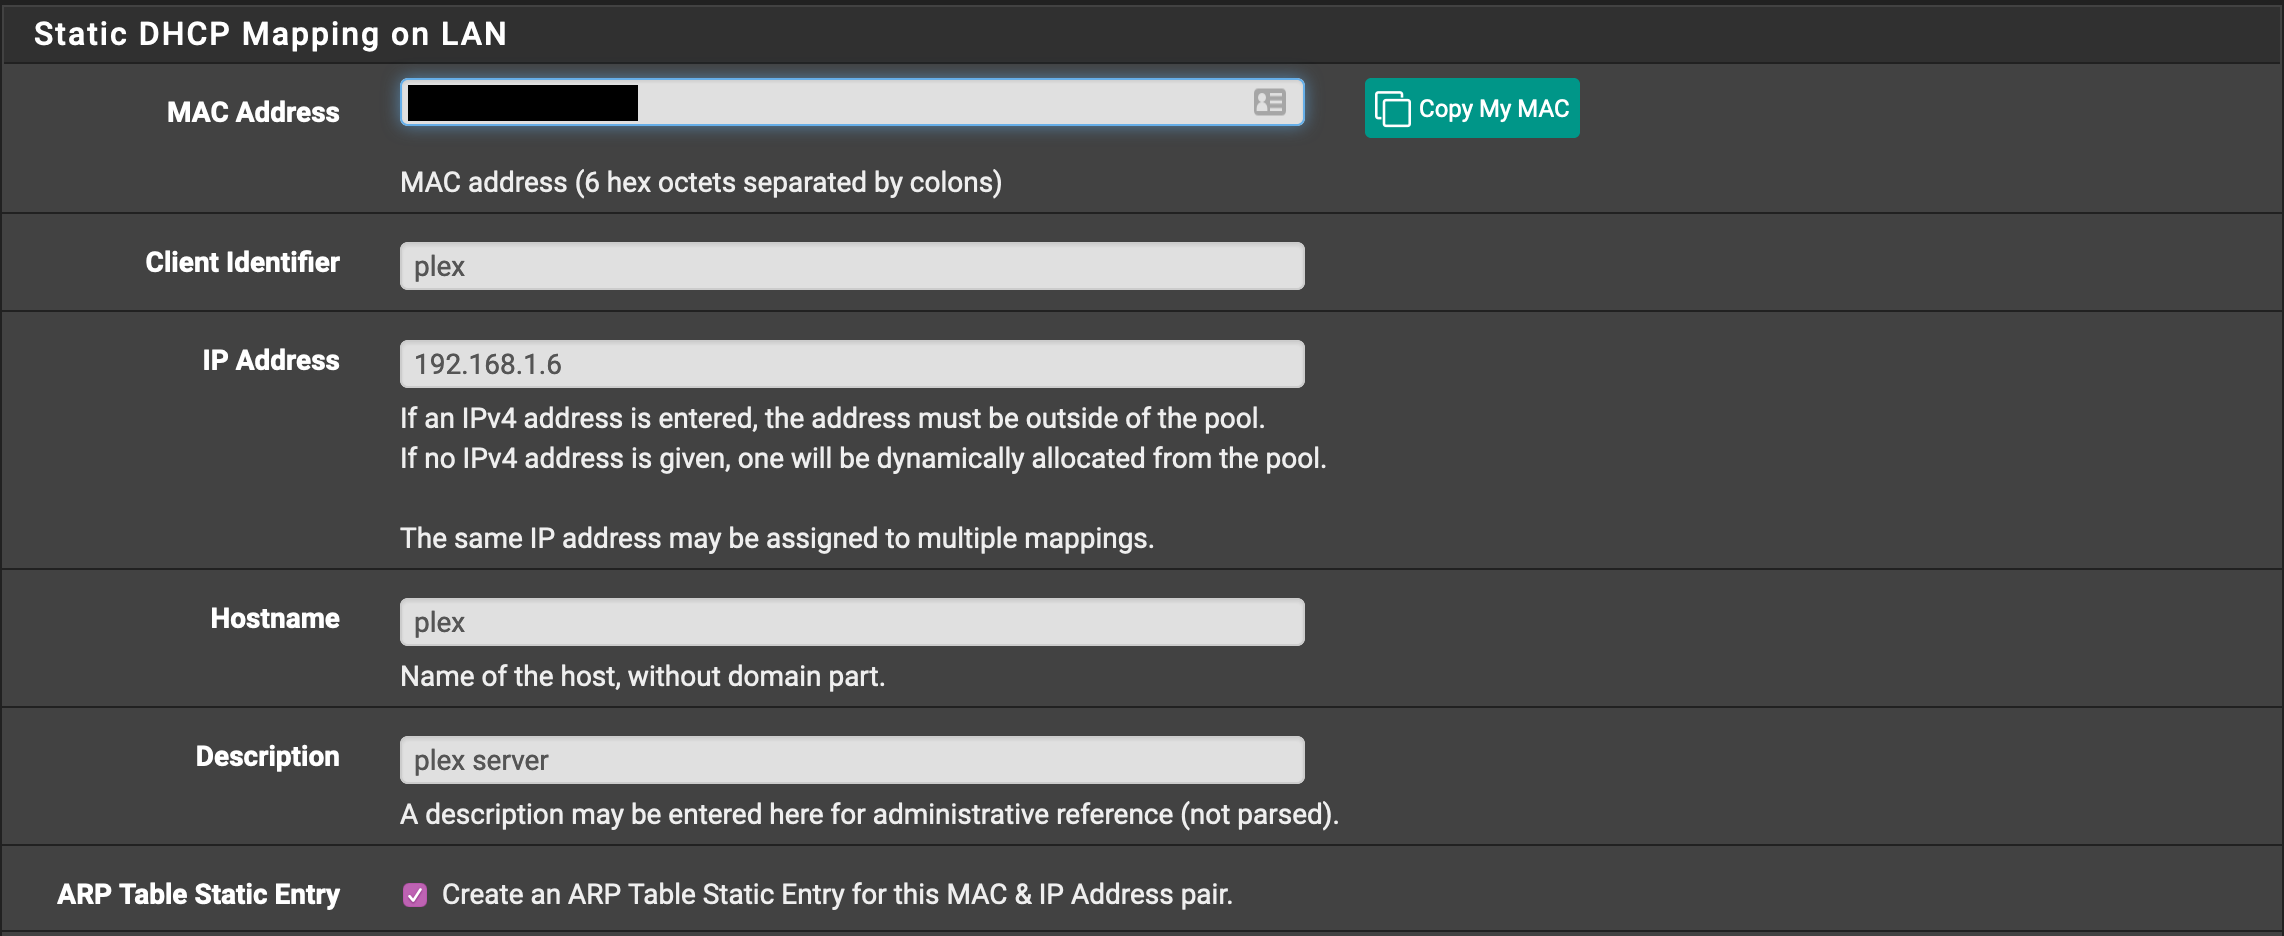 Static DHCP Mapping on LAN
MAC Address
Copy My MAC
MAC address (6 hex octets separated by colons)
Client Identifier
plex
IP Address
192.168.1.6
If an IPv4 address is entered, the address must be outside of the pool.
If no IPv4 address is given, one will be dynamically allocated from the pool.
The same IP address may be assigned to multiple mappings.
Hostname
plex
Name of the host, without domain part.
Description
plex server
A description may be entered here for administrative reference (not parsed).
ARP Table Static Entry
Create an ARP Table Static Entry for this MAC & IP Address pair.